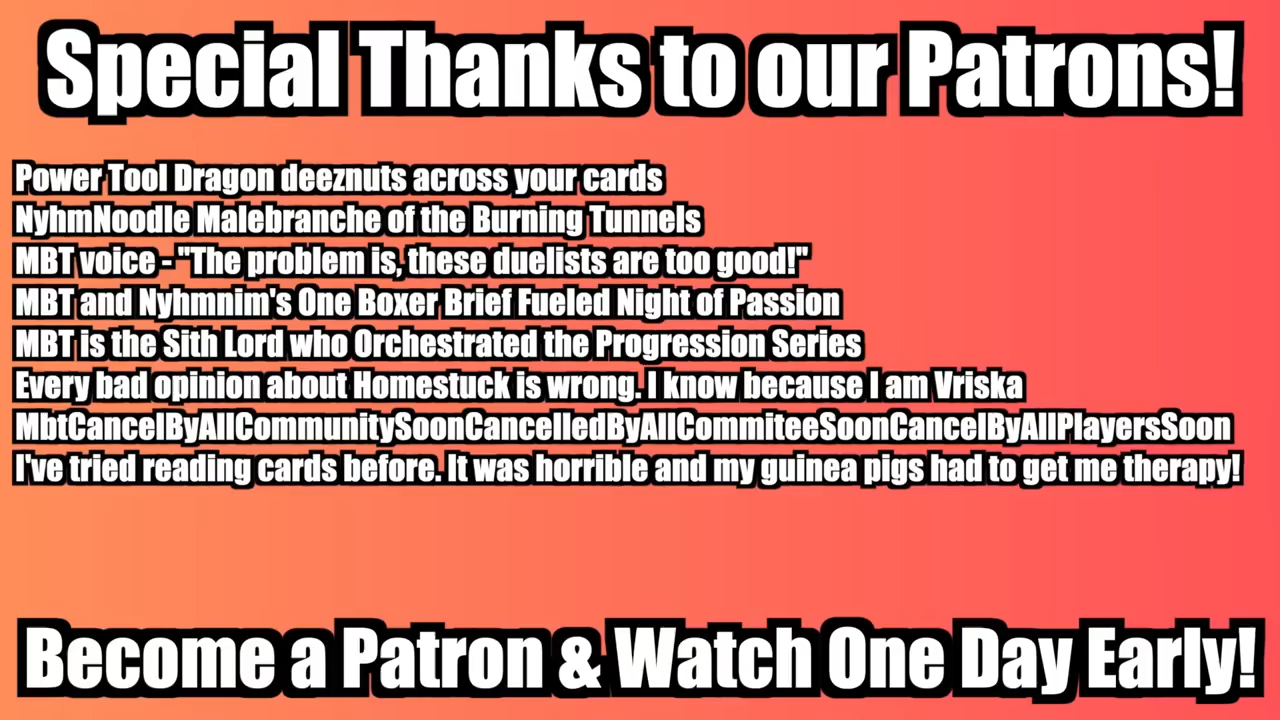 Special Thanks to our Patrons!
Power Tool Dragon deeznuts across your cards
NyhmNoodle Malebranche of the Burning Tunnels
MBT voice - "The problem is, these duelists are too good!"
MBT and Nyhmnim's One Boxer Brief Fueled Night of Passion
MBT is the Sith Lord who Orchestrated the Progression Series
Every bad opinion about Homestuck is wrong. I know because I am Vriska
MbtCancelByAllCommunitySoonCancelledByAllCommiteeSoonCancelByAllPlayersSoon
I've tried reading cards before. It was horrible and my guinea pigs had to get me therapy!
Become a Patron & Watch One Day Early!